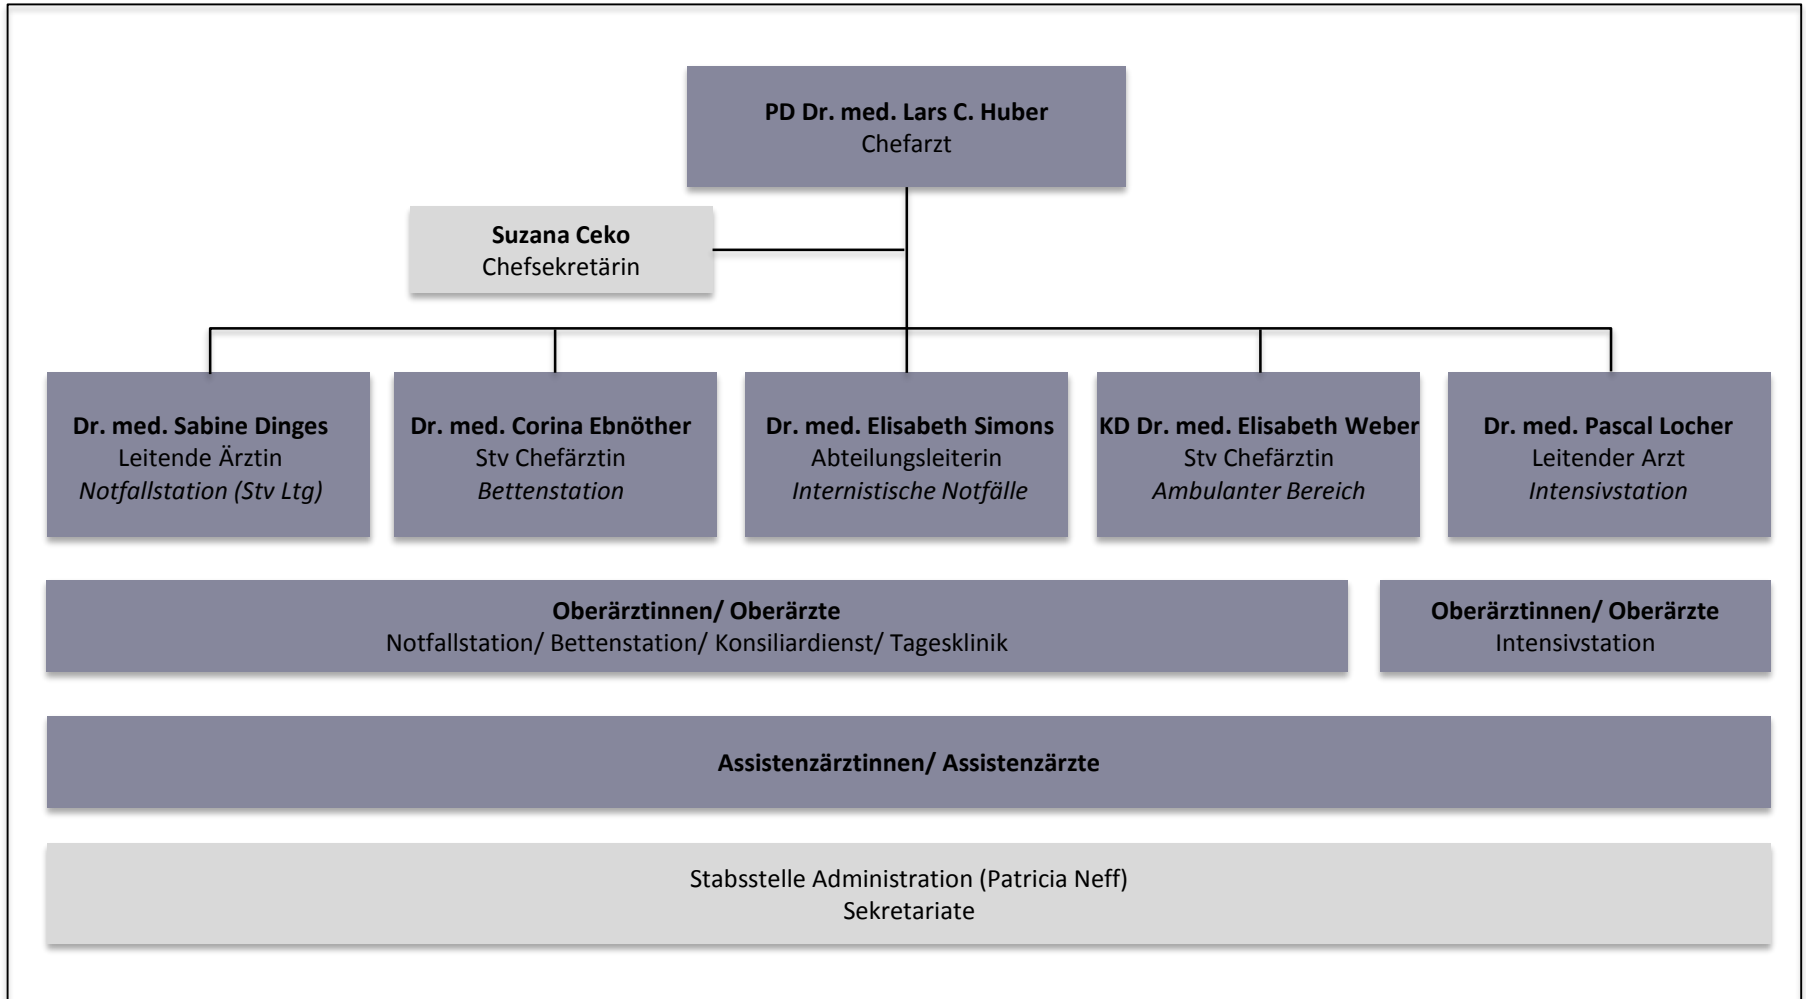 PD Dr. med. Lars C. Huber
Chefarzt
Suzana Ceko
Chefsekretärin
Dr. med. Sabine Dinges
Leitende Ärztin
Notfallstation (Stv Ltg)
Dr. med. Corina Ebnöther
Stv Chefärztin
Bettenstation
Dr. med. Elisabeth Simons
Abteilungsleiterin
Internistische Notfälle
KD Dr. med. Elisabeth Weber
Stv Chefärztin
Ambulanter Bereich
Dr. med. Pascal Locher
Leitender Arzt
Intensivstation
Oberärztinnen/ Oberärzte
Notfallstation/ Bettenstation/ Konsiliardienst/ Tagesklinik
Oberärztinnen/ Oberärzte
Intensivstation
Assistenzärztinnen/ Assistenzärzte
Stabsstelle Administration (Patricia Neff)
Sekretariate